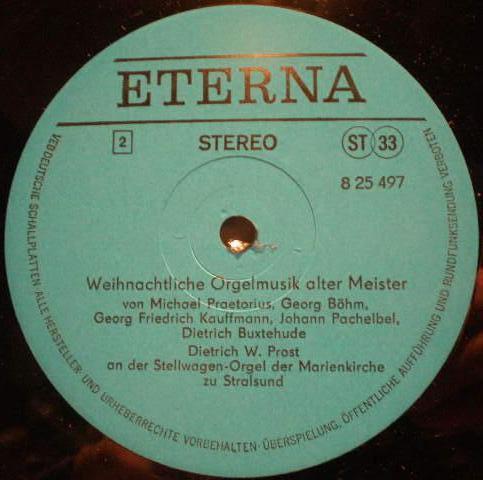 ETERNA
2 STEREO ST 33
8 25 497
Weihnachtliche Orgelmusik alter Meister
von Michael Praetorius, Georg Böhm,
Georg Friedrich Kauffmann, Johann Pachelbel,
Dietrich Buxtehude
Dietrich W. Prost
an der Stellwagen-Orgel der Marienkirche
zu Stralsund
VEB DEUTSCHE SCHALLPLATTEN · ALLE HERSTELLER- UND URHEBERRECHTE VORBEHALTEN · ÜBERSPIELUNG, ÖFFENTLICHE AUFFÜHRUNG UND RUNDFUNKSENDUNG VERBOTEN